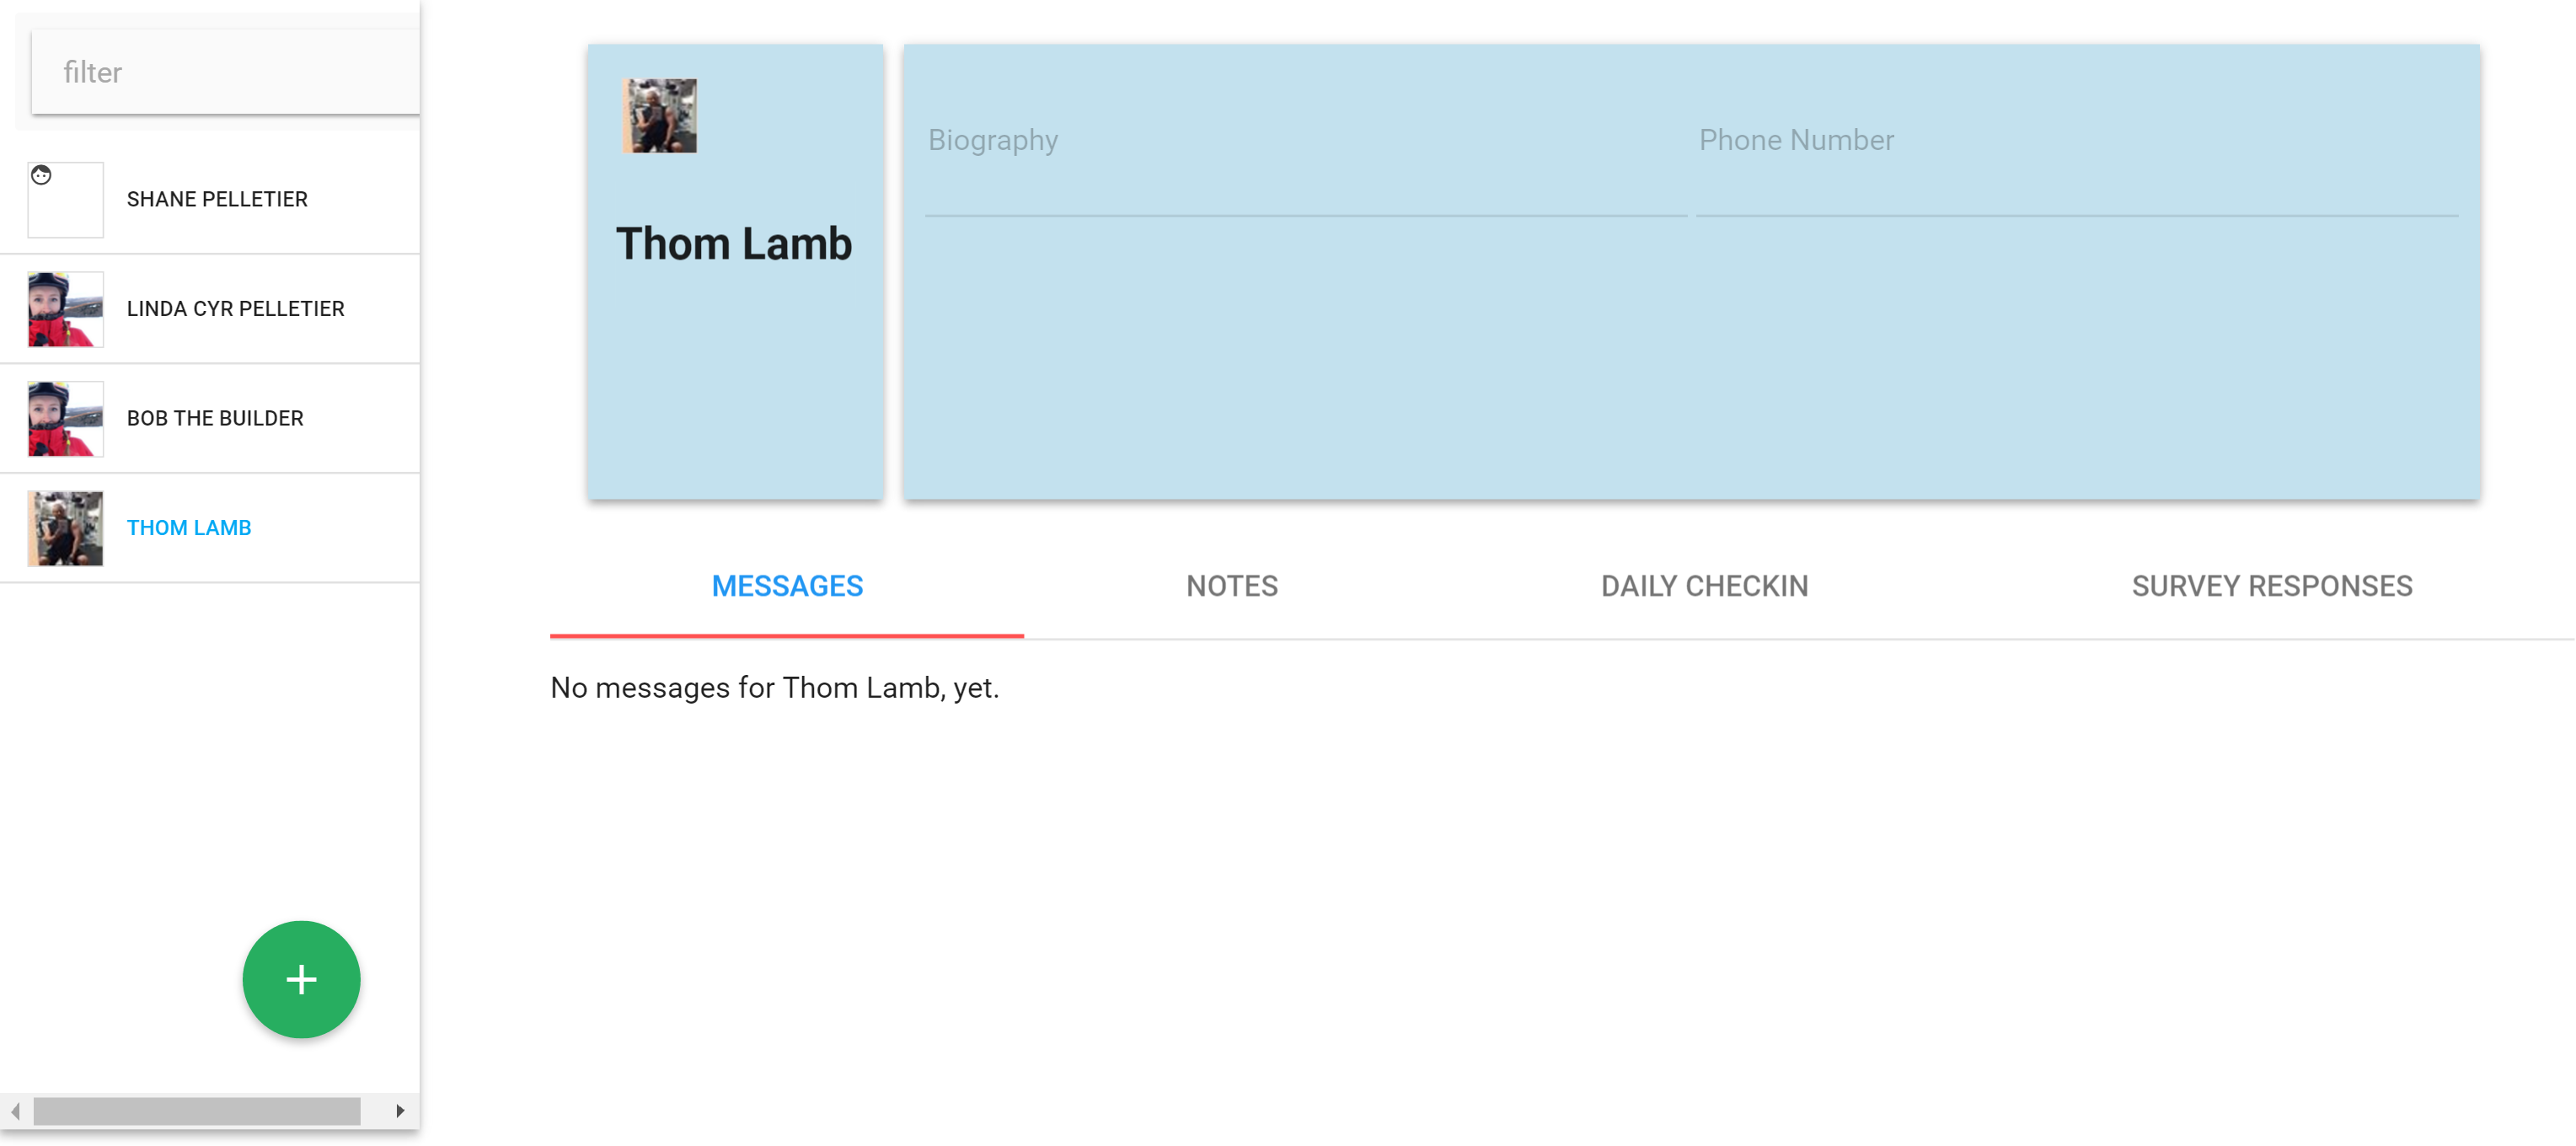 filter
SHANE PELLETIER
LINDA CYR PELLETIER
BOB THE BUILDER
THOM LAMB
Thom Lamb
Biography
Phone Number
MESSAGES
NOTES
DAILY CHECKIN
SURVEY RESPONSES
No messages for Thom Lamb, yet.